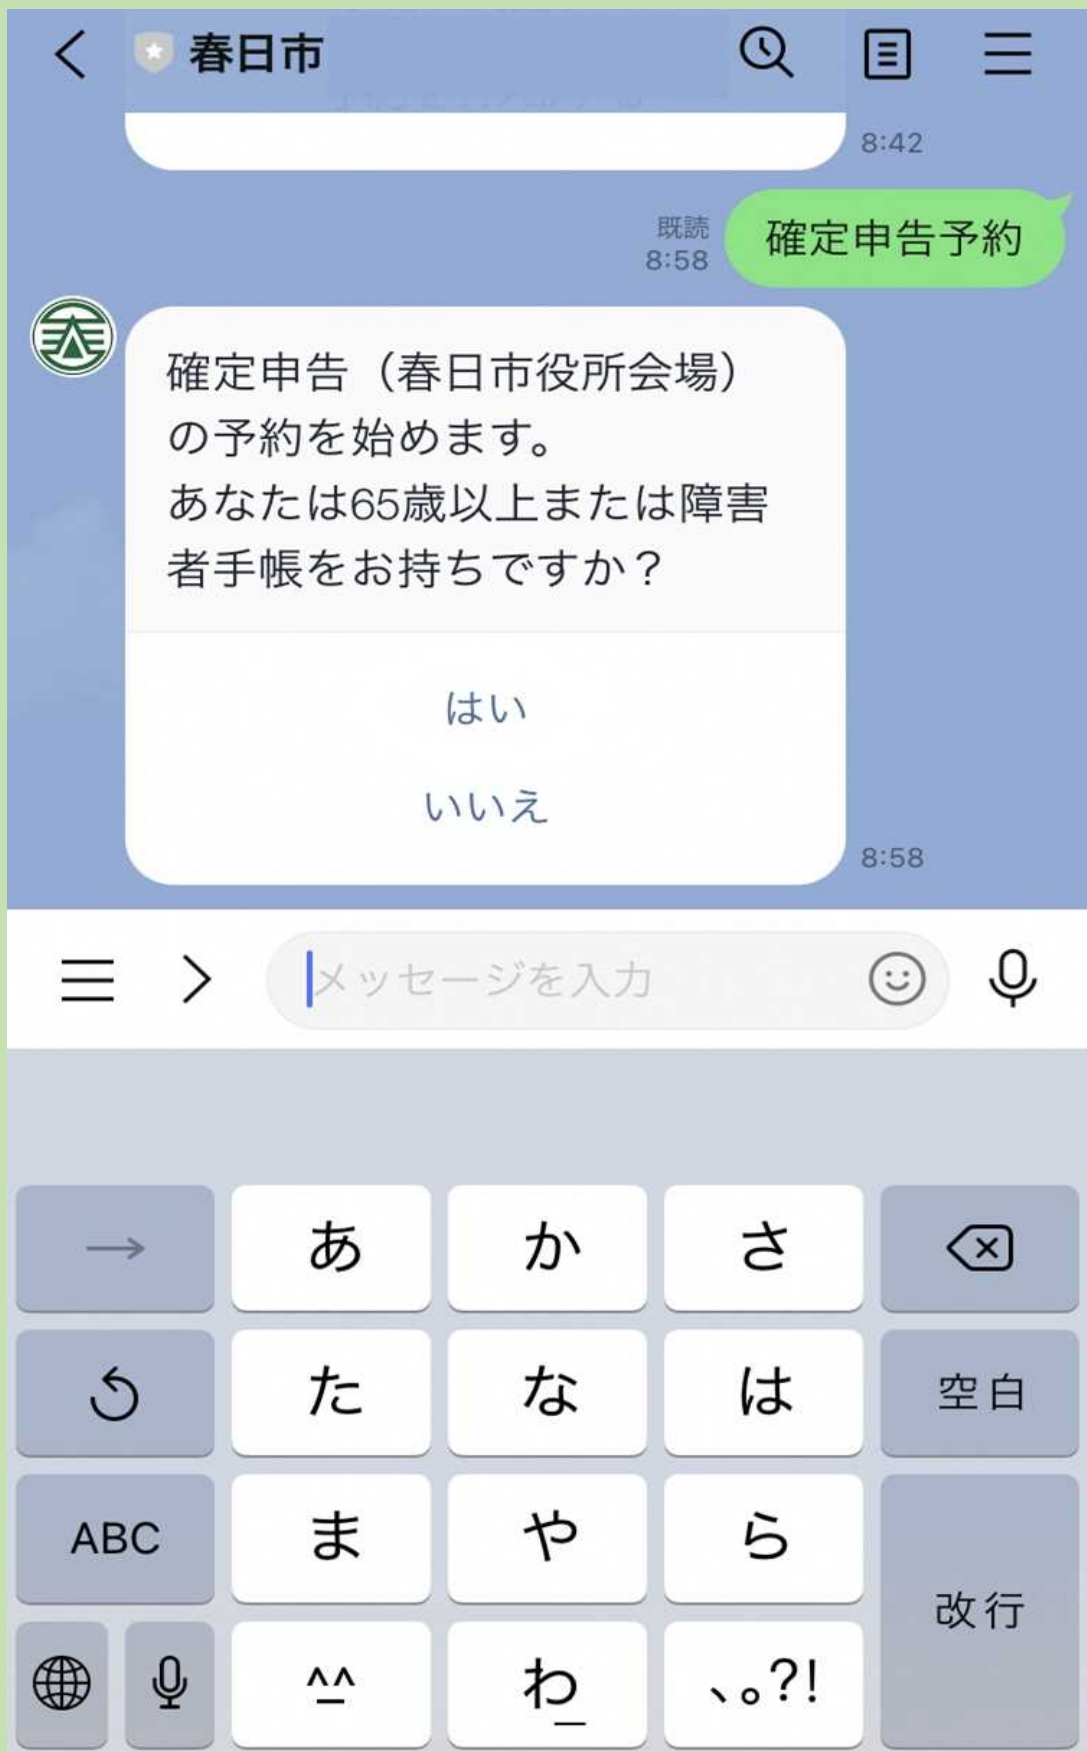 春日市
8:42
既読
8:58
確定申告予約
確定申告（春日市役所会場）
の予約を始めます。
あなたは65歳以上または障害
者手帳をお持ちですか？
はい
いいえ
8:58
メッセージを入力
→ あ か さ
た な は 空白
ABC ま や ら
改行
^^ わ 、。?!